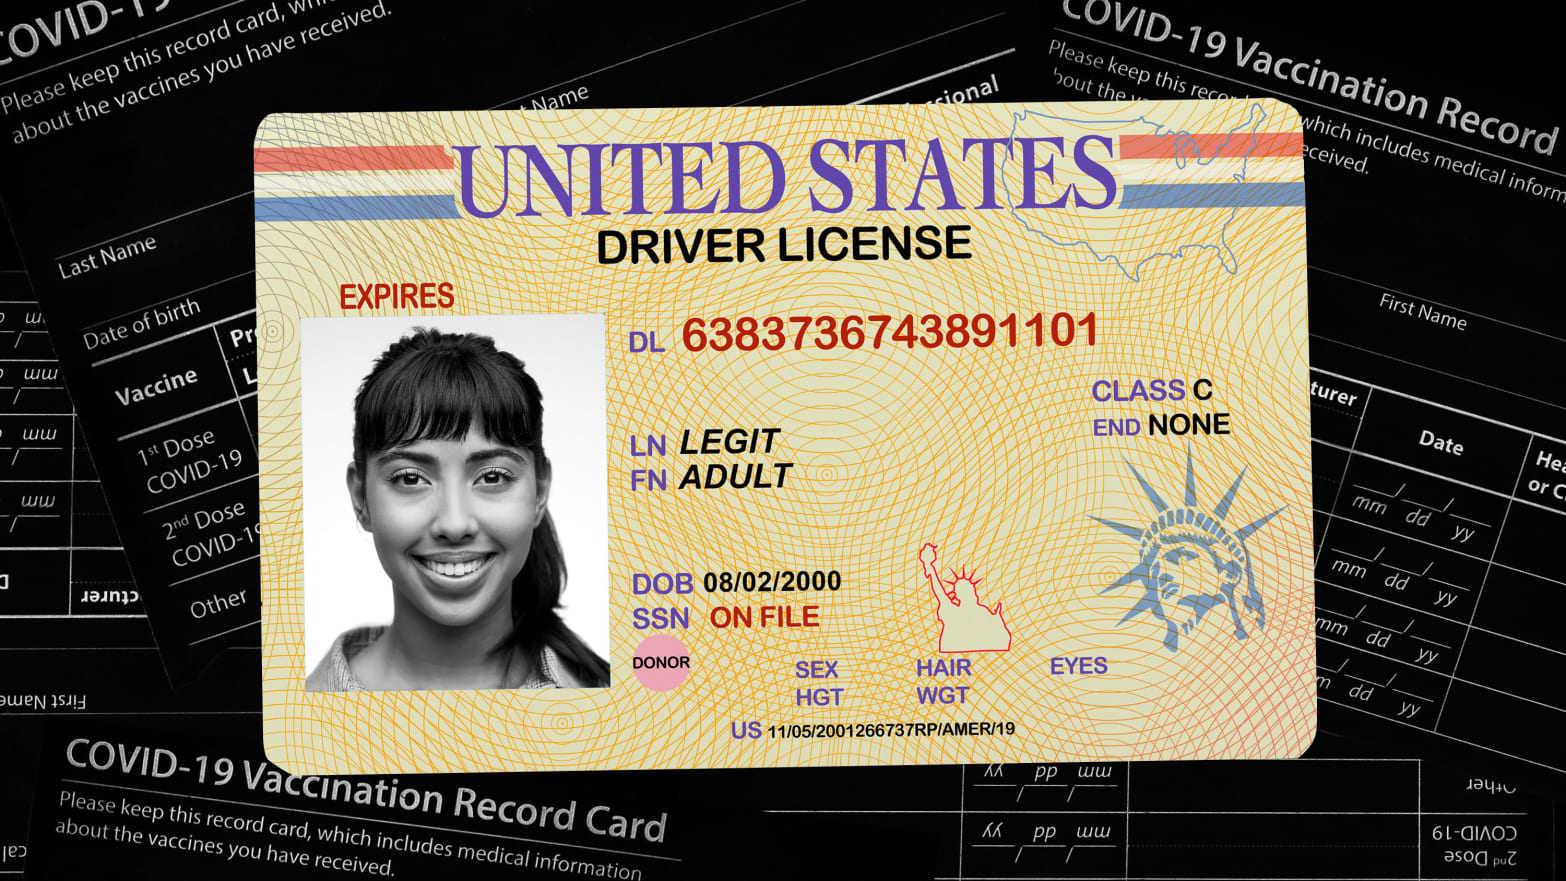 COVID-19
Please keep this record card, which
about the vaccines you have received.
Last Name
Date of birth
Vaccine
1st Dose
COVID-19
2nd Dose
COVID-19
Other
Name
COVID-19 Vaccination Record
Please keep this record card, which includes medical inform
about the vaccines you have received.
First Name
turer
Date
Hea
or C
mm dd yy
mm dd yy
mm dd yy
mm dd yy
UNITED STATES
DRIVER LICENSE
EXPIRES
DL 6383736743891101
CLASS C
END NONE
LN LEGIT
FN ADULT
DOB 08/02/2000
SSN ON FILE
DONOR
SEX
HAIR
EYES
HGT
WGT
US 11/05/2001266737RP/AMER/19
First Name
COVID-19 Vaccination Record Card
Please keep this record card, which includes medical information
about the vaccines you have received.
mm dd yy
mm dd yy
Other
2nd Dose
COVID-19